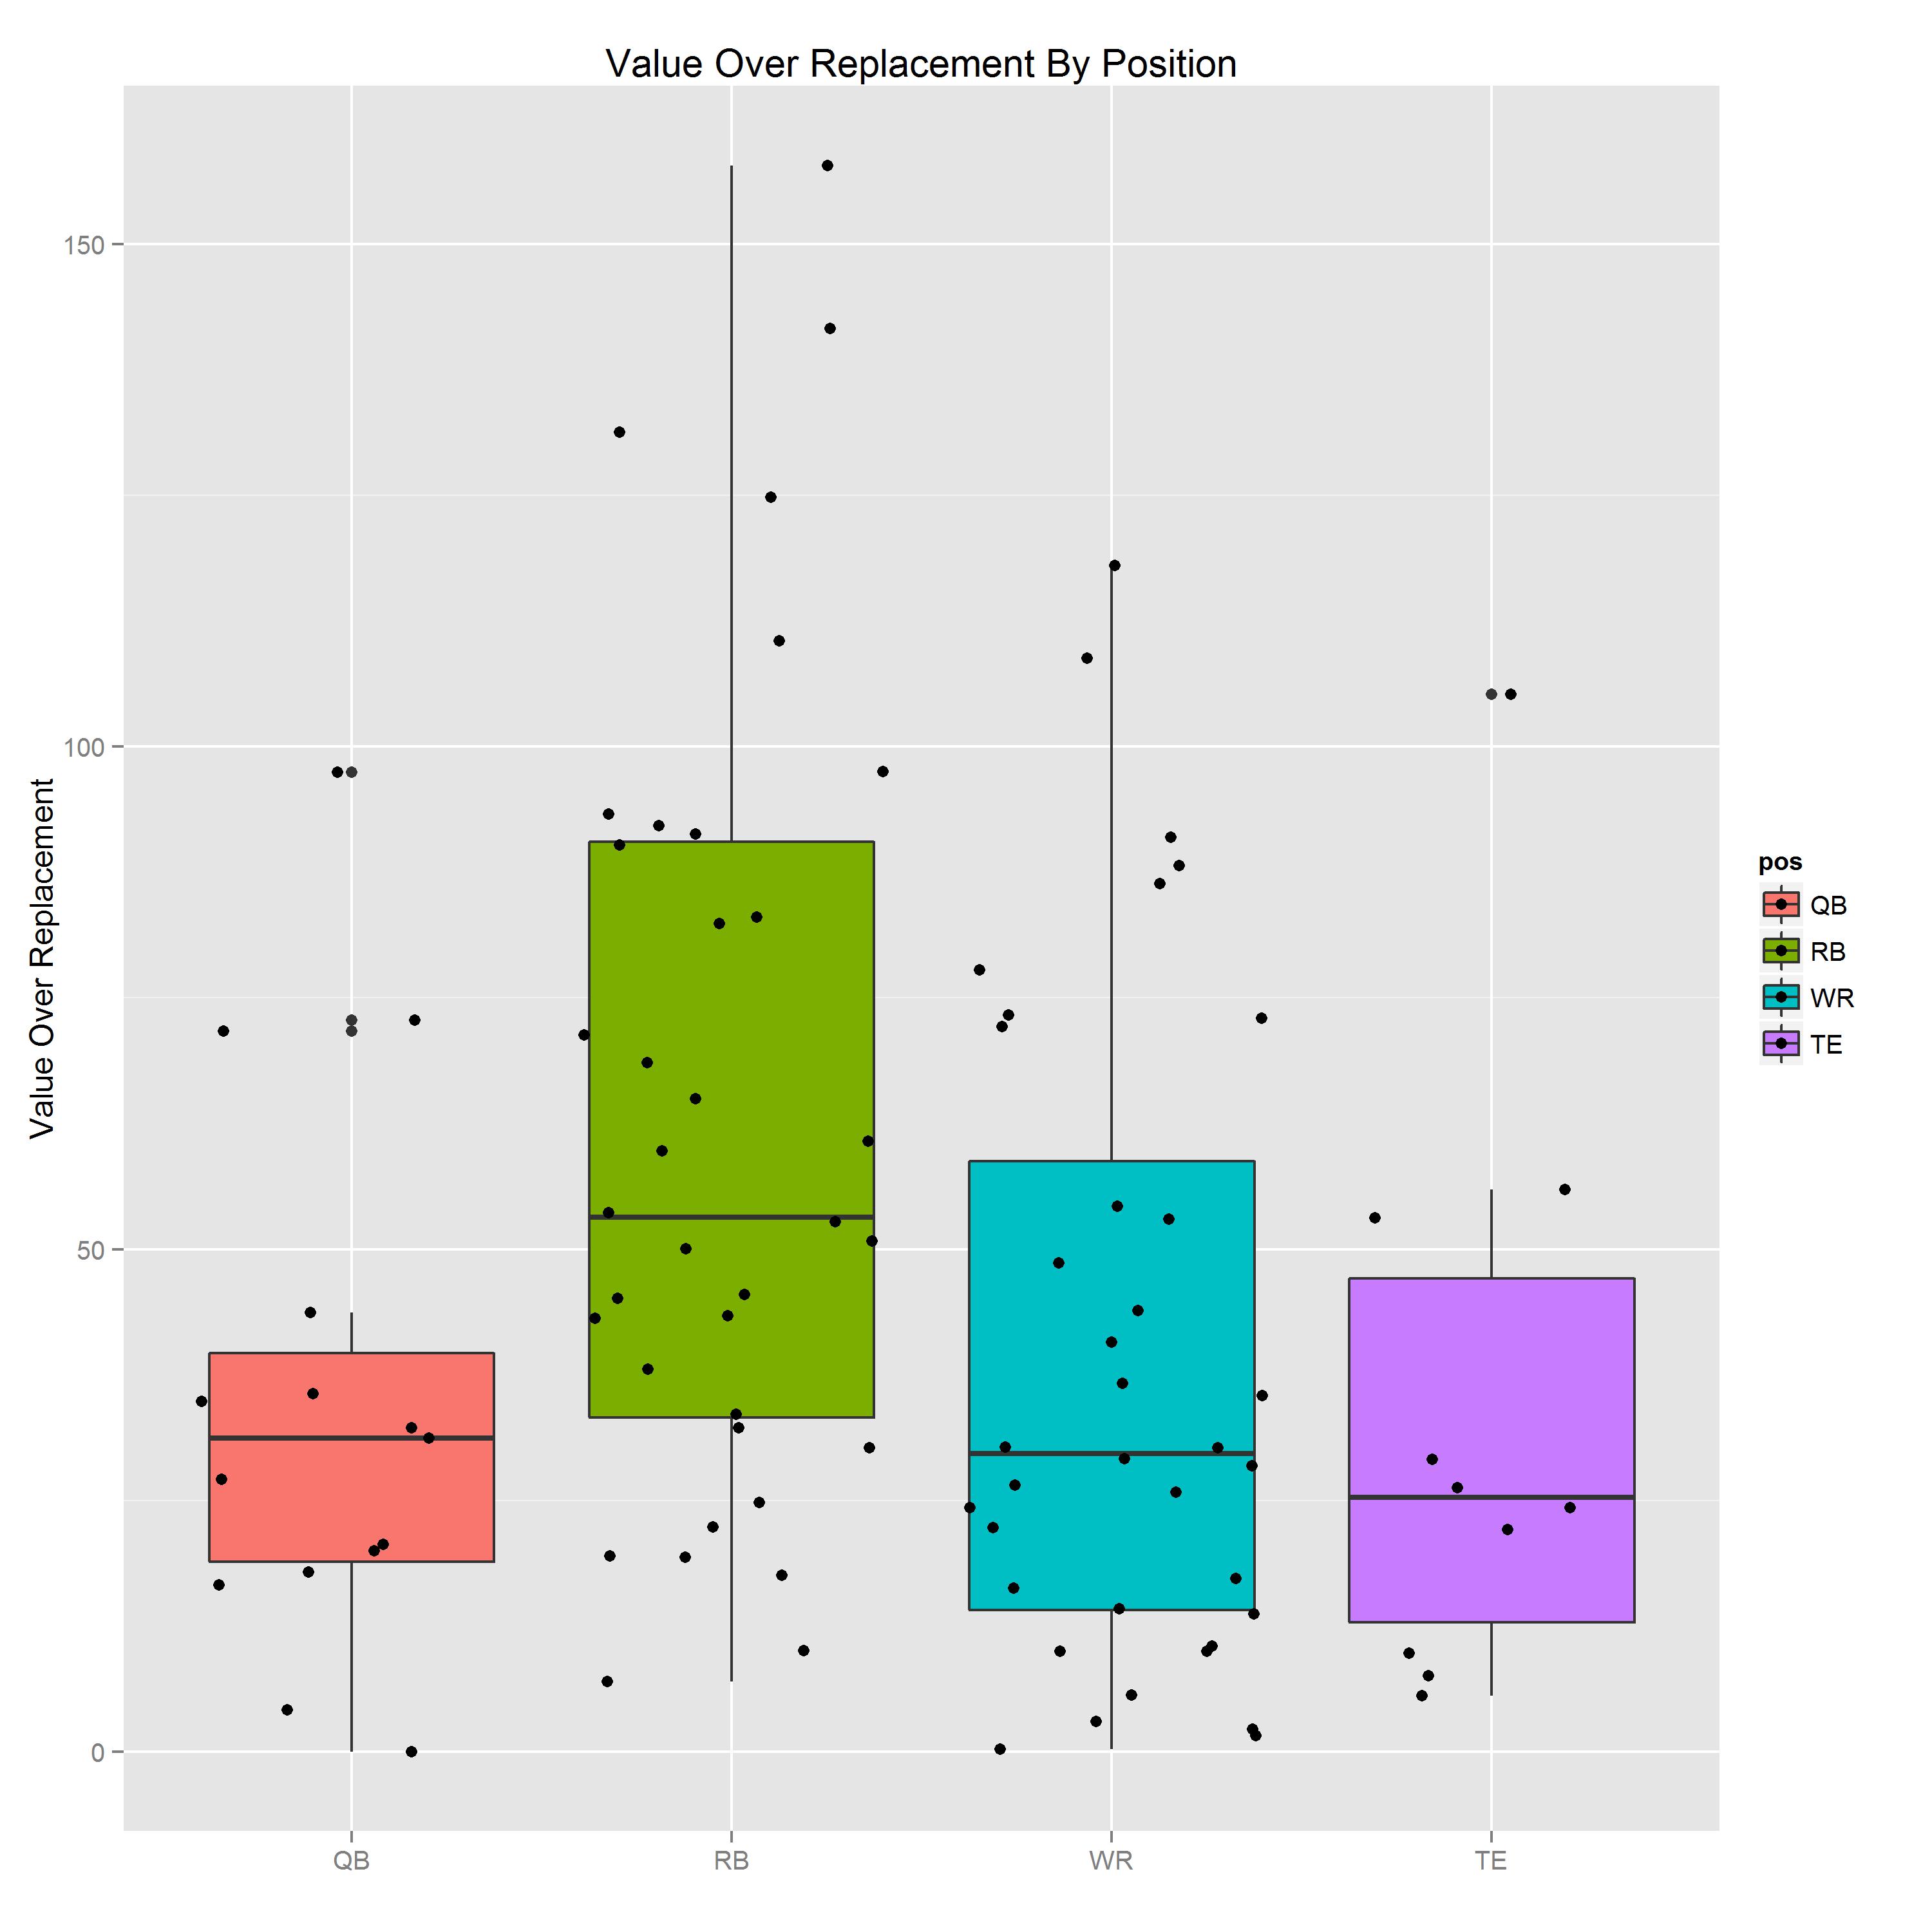 Value Over Replacement By Position
Value Over Replacement
150
100
50
0
QB
RB
WR
TE
pos
QB
RB
WR
TE